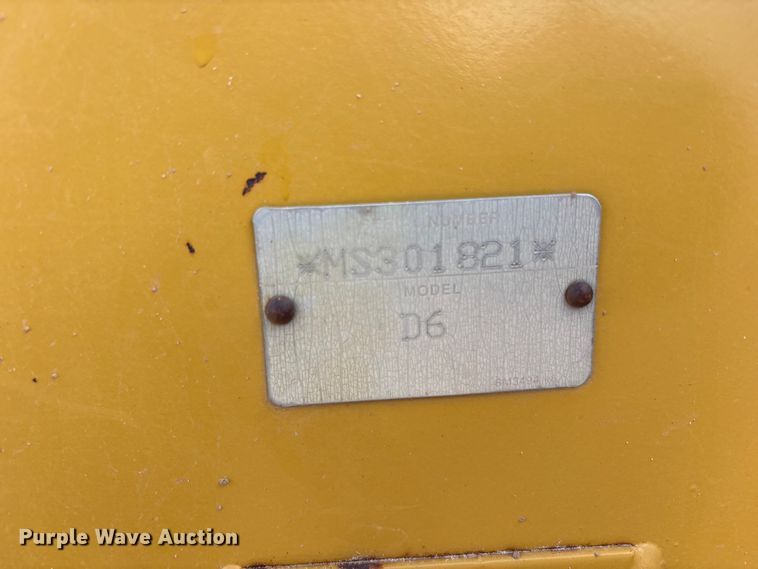 NUMBER
*MS301821*
MODEL
D6
Purple Wave Auction